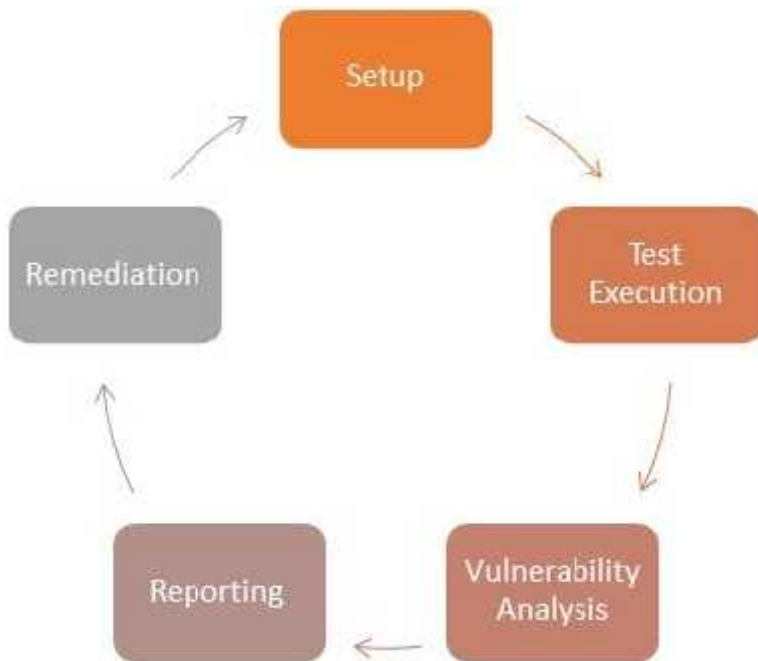 Setup
Test
Execution
Vulnerability
Analysis
Reporting
Remediation